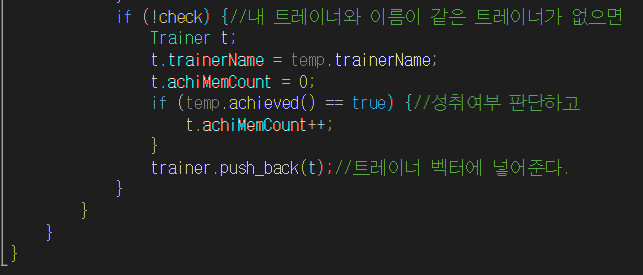 if (!check) {//내 트레이너와 이름이 같은 트레이너가 없으면
Trainer t;
t.trainerName = temp.trainerName;
t.achiMemCount = 0;
if (temp.achieved() == true) {//성취여부 판단하고
t.achiMemCount++;
}
trainer.push_back(t);//트레이너 벡터에 넣어준다.
}
}
}
}